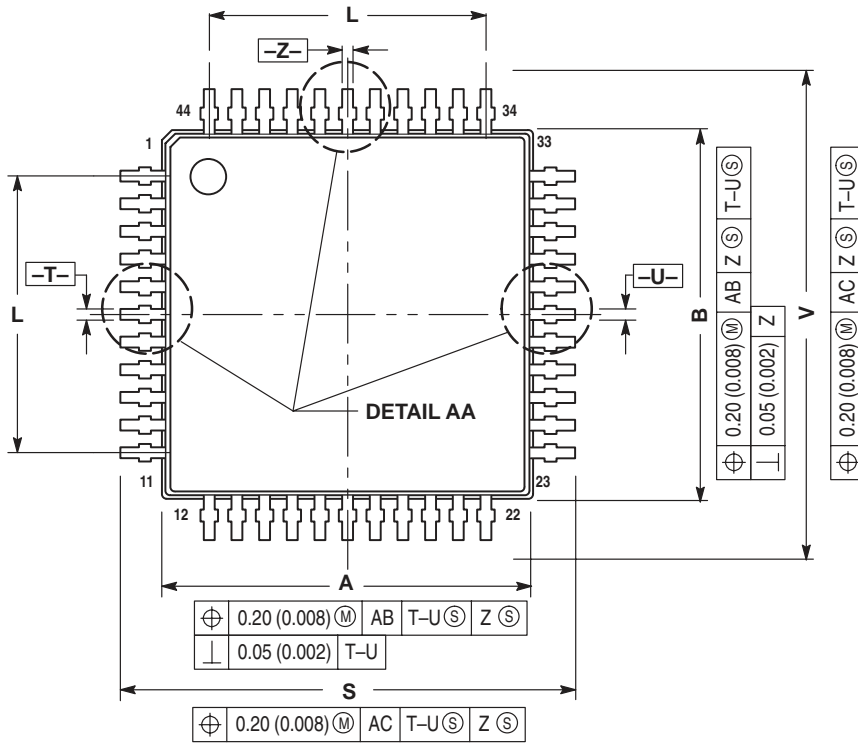 L
–Z–
44
34
1
33
–T–
–U–
L
B
V
DETAIL AA
11
23
12
22
A
⌖ 0.20 (0.008) Ⓜ AB T–U Ⓢ Z Ⓢ
⊥ 0.05 (0.002) T–U
S
⌖ 0.20 (0.008) Ⓜ AC T–U Ⓢ Z Ⓢ
⌖ 0.20 (0.008) Ⓜ AB Z Ⓢ T–U Ⓢ
⊥ 0.05 (0.002) Z
⌖ 0.20 (0.008) Ⓜ AC Z Ⓢ T–U Ⓢ